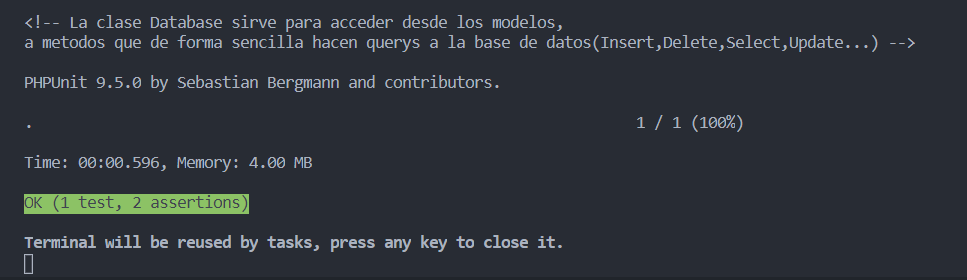 <!-- La clase Database sirve para acceder desde los modelos,
a metodos que de forma sencilla hacen querys a la base de datos(Insert,Delete,Select,Update...) -->
PHPUnit 9.5.0 by Sebastian Bergmann and contributors.
. 1 / 1 (100%)
Time: 00:00.596, Memory: 4.00 MB
OK (1 test, 2 assertions)
Terminal will be reused by tasks, press any key to close it.